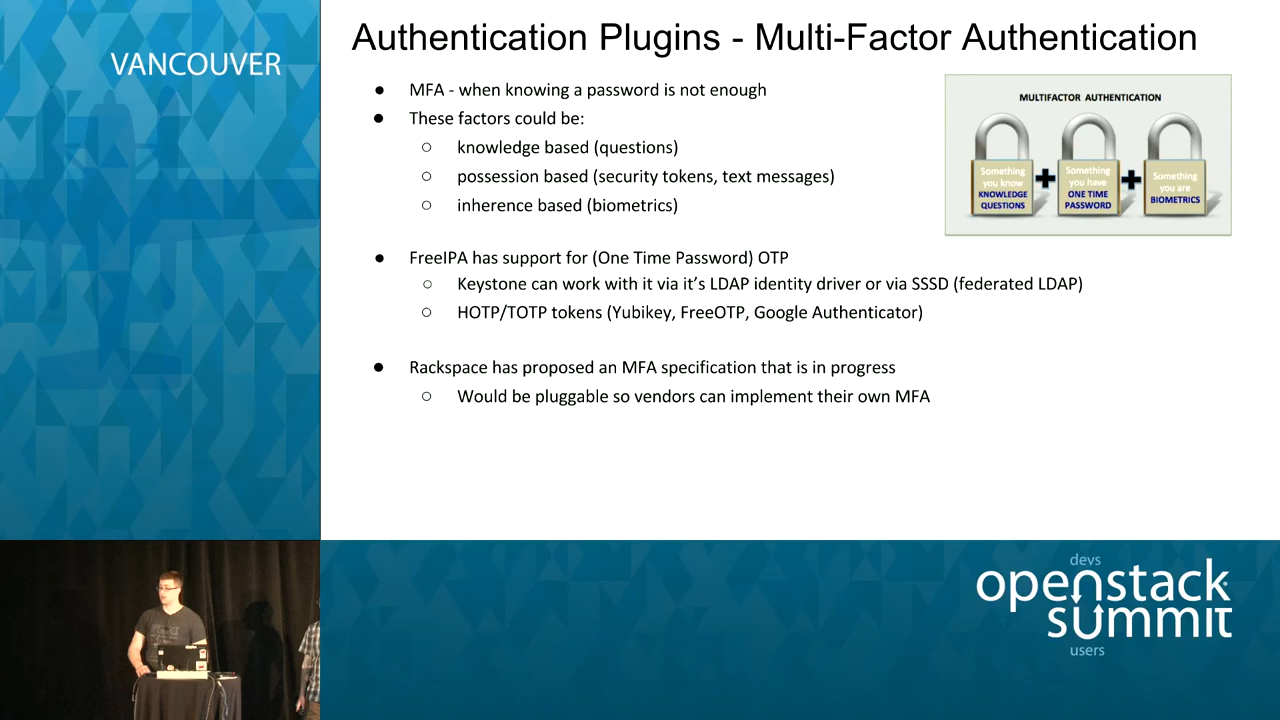 VANCOUVER
Authentication Plugins - Multi-Factor Authentication
● MFA - when knowing a password is not enough
● These factors could be:
○ knowledge based (questions)
○ possession based (security tokens, text messages)
○ inherence based (biometrics)
● FreeIPA has support for (One Time Password) OTP
○ Keystone can work with it via it's LDAP identity driver or via SSSD (federated LDAP)
○ HOTP/TOTP tokens (Yubikey, FreeOTP, Google Authenticator)
● Rackspace has proposed an MFA specification that is in progress
○ Would be pluggable so vendors can implement their own MFA
MULTIFACTOR AUTHENTICATION
Something
you know
KNOWLEDGE
QUESTIONS
+
Something
you have
ONE TIME
PASSWORD
+
Something
you are
BIOMETRICS
devs
openstack
summit
users